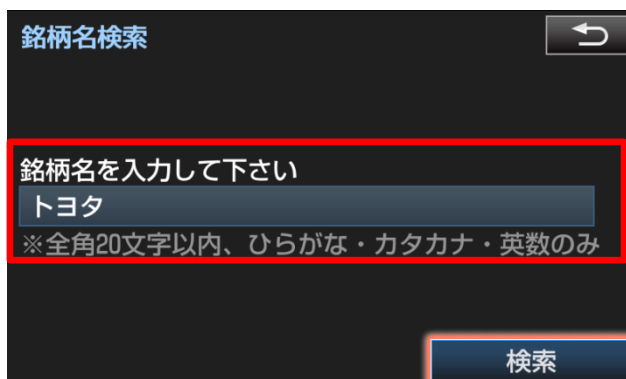 銘柄名検索
銘柄名を入力して下さい
トヨタ
※全角20文字以内、ひらがな・カタカナ・英数のみ
検索